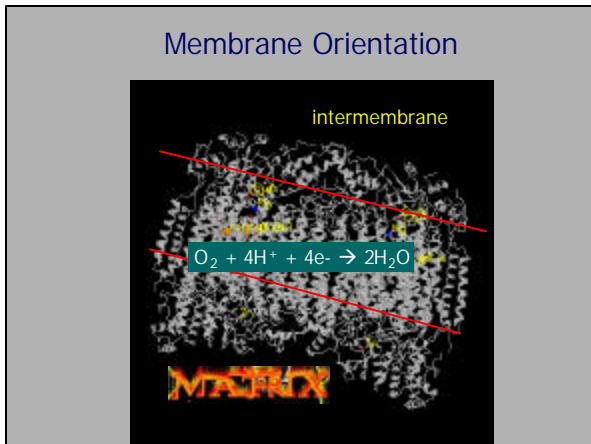 Membrane Orientation
intermembrane
O₂ + 4H⁺ + 4e- → 2H₂O
MATRIX